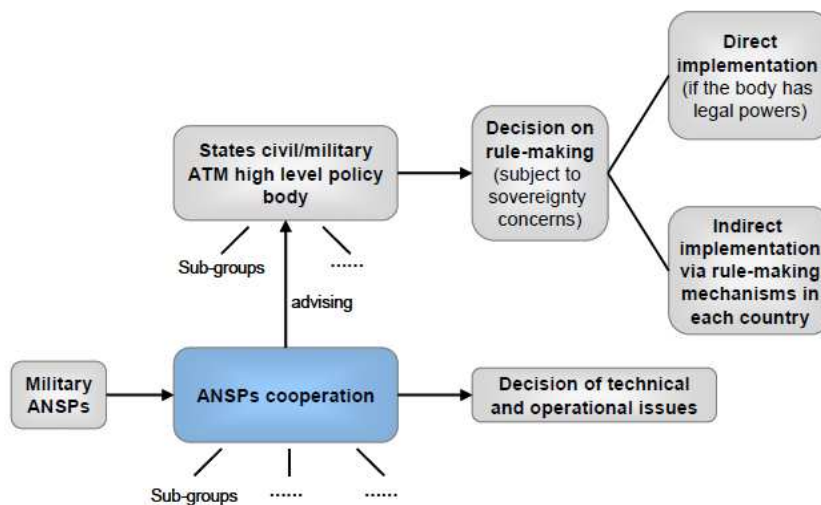 Direct
implementation
(if the body has
legal powers)
States civil/military
ATM high level policy
body
Decision on
rule-making
(subject to
sovereignty
concerns)
Sub-groups
......
advising
Indirect
implementation
via rule-making
mechanisms in
each country
Military
ANSPs
ANSPs cooperation
Decision of technical
and operational issues
Sub-groups
......
......